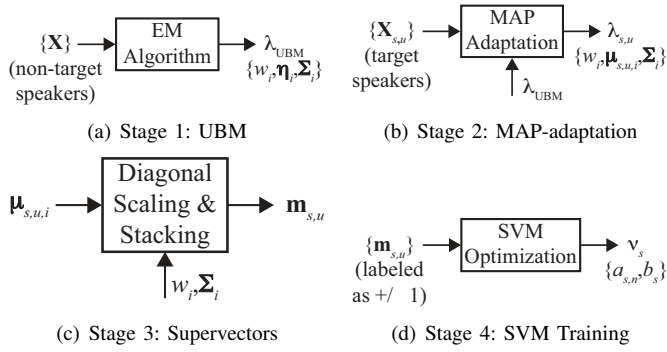 {X}
(non-target
speakers)
EM
Algorithm
λ_UBM
{w_i,η_i,Σ_i}
(a) Stage 1: UBM
{X_s,u}
(target
speakers)
MAP
Adaptation
λ_s,u
{w_i,μ_s,u,i,Σ_i}
λ_UBM
(b) Stage 2: MAP-adaptation
μ_s,u,i
Diagonal
Scaling &
Stacking
m_s,u
w_i,Σ_i
(c) Stage 3: Supervectors
{m_s,u}
(labeled
as +/ 1)
SVM
Optimization
ν_s
{a_s,n,b_s}
(d) Stage 4: SVM Training